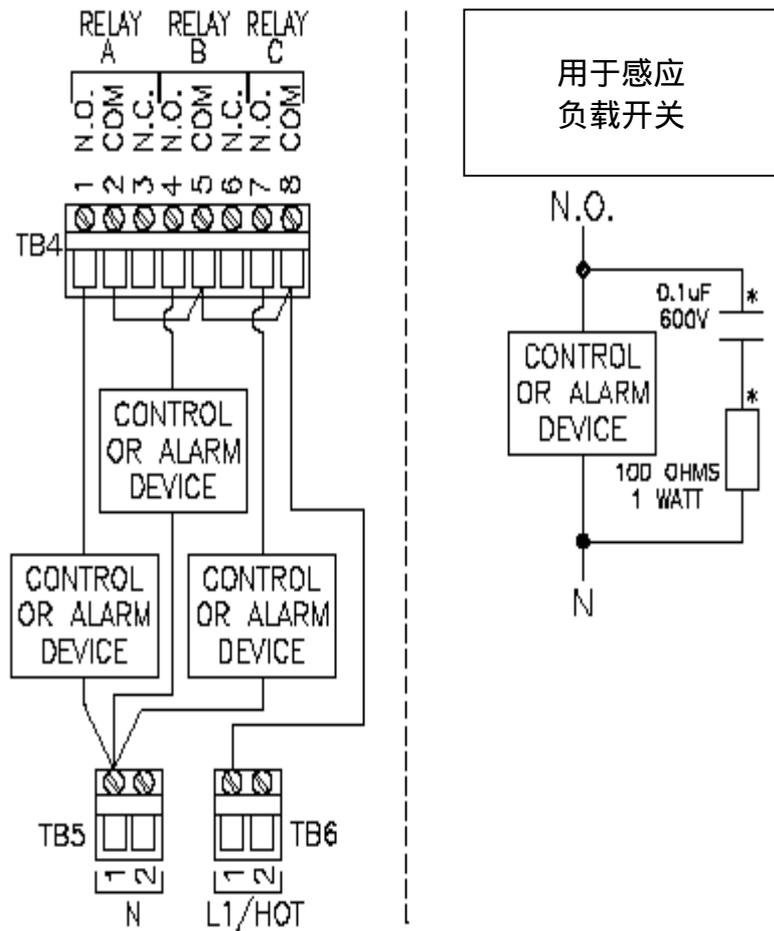 RELAY RELAY RELAY
A B C
N.O.
COM
N.C.
N.O.
COM
N.C.
N.O.
COM
1 2 3 4 5 6 7 8
TB4
CONTROL
OR ALARM
DEVICE
CONTROL
OR ALARM
DEVICE
CONTROL
OR ALARM
DEVICE
TB5
TB6
1 2
1 2
N
L1/HOT
用于感应
负载开关
N.O.
0.1uF *
600V
CONTROL
OR ALARM
DEVICE
*
100 OHMS
1 WATT
N